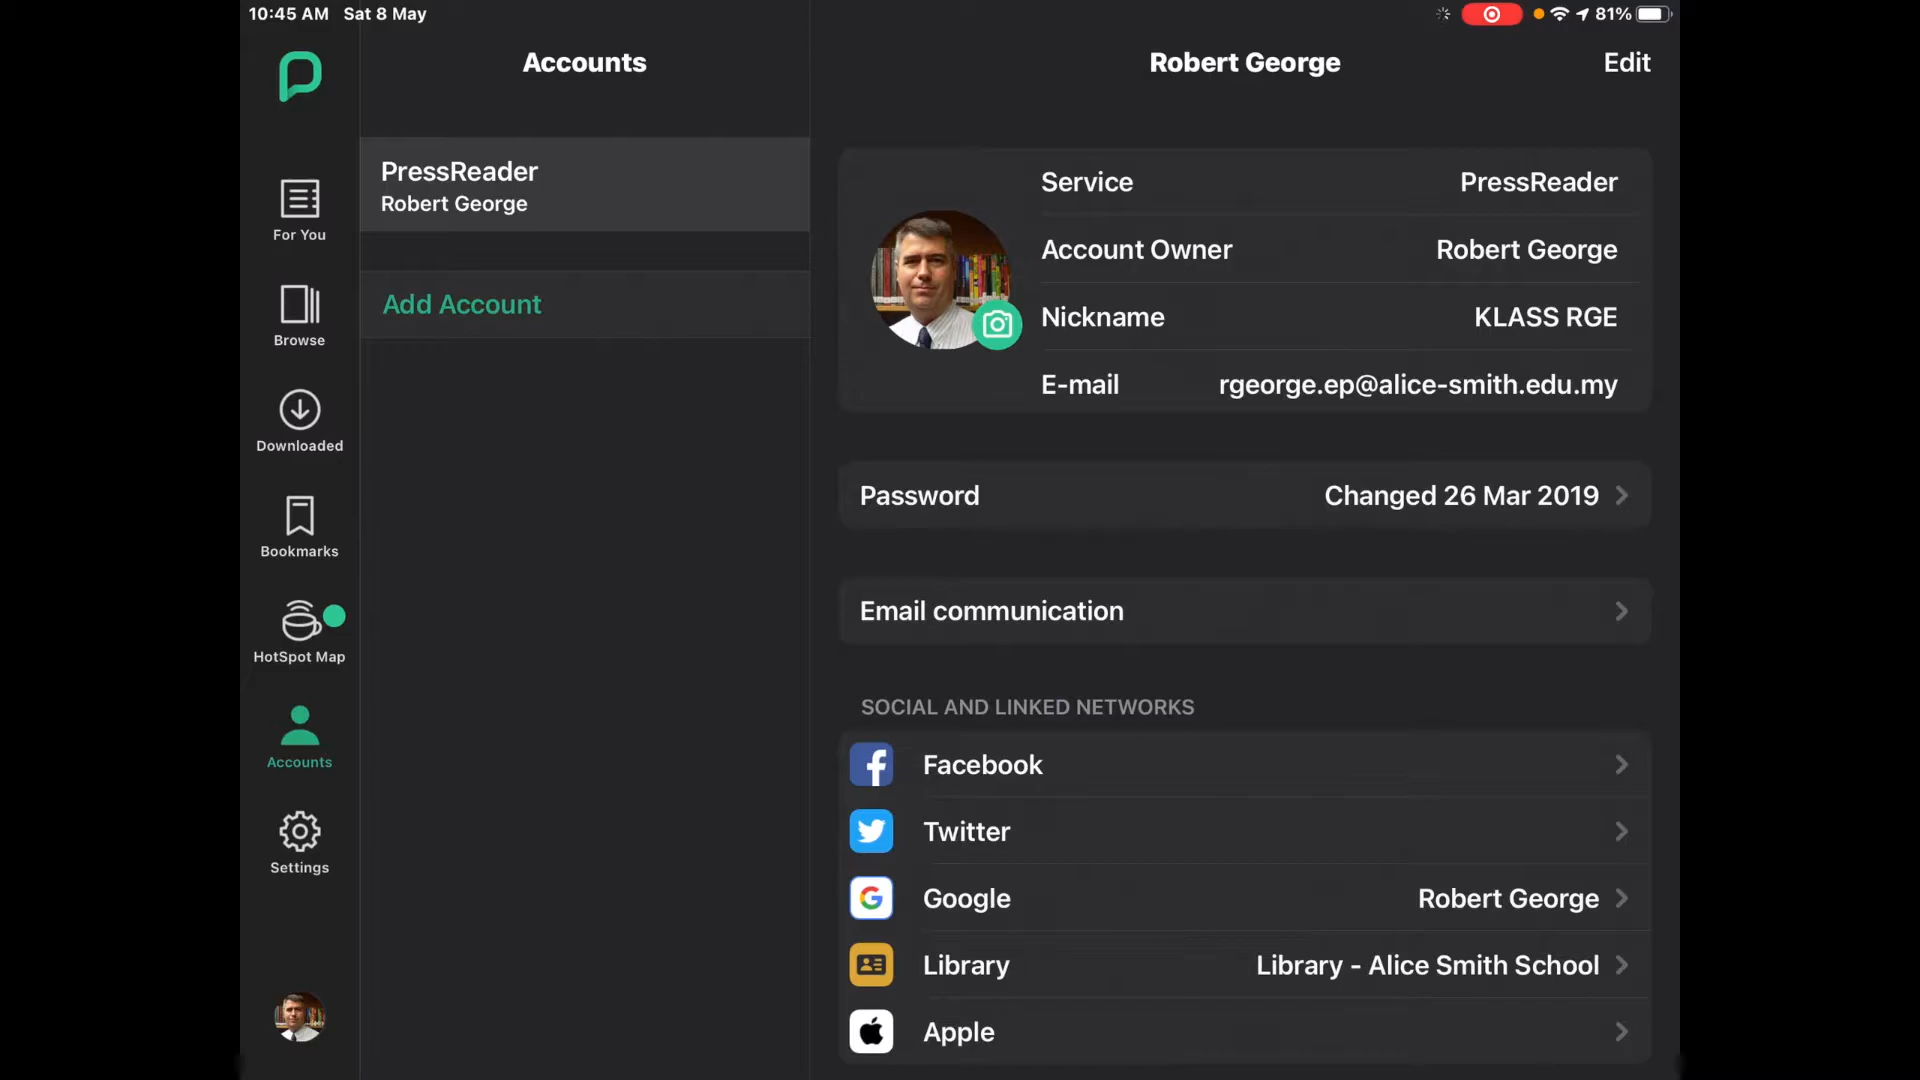 10:45 AM Sat 8 May
81%
Accounts
Robert George
Edit
PressReader
Robert George
Add Account
For You
Browse
Downloaded
Bookmarks
HotSpot Map
Accounts
Settings
Service PressReader
Account Owner Robert George
Nickname KLASS RGE
E-mail rgeorge.ep@alice-smith.edu.my
Password Changed 26 Mar 2019
Email communication
SOCIAL AND LINKED NETWORKS
Facebook
Twitter
Google Robert George
Library Library - Alice Smith School
Apple